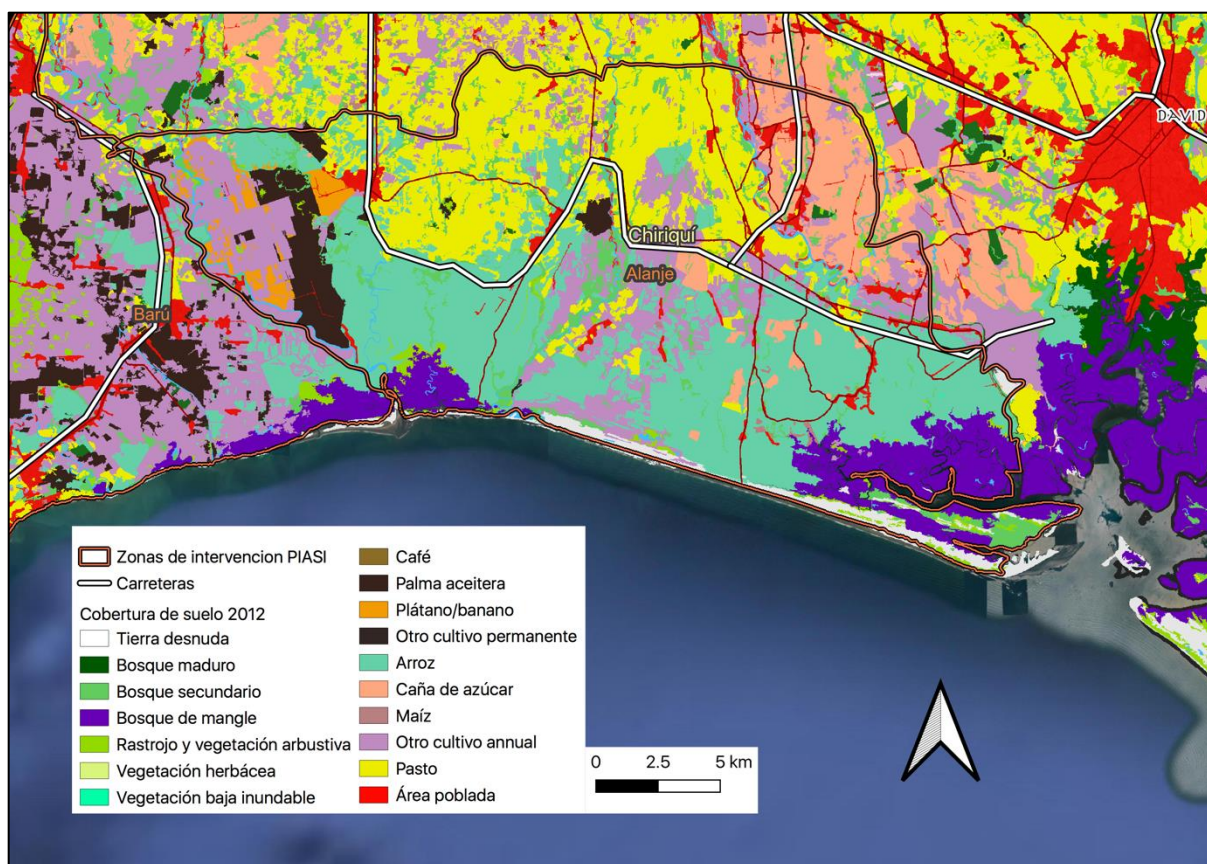 DAVID
Chiriquí
Alanje
Barú
Zonas de intervencion PIASI
Carreteras
Cobertura de suelo 2012
Tierra desnuda
Bosque maduro
Bosque secundario
Bosque de mangle
Rastrojo y vegetación arbustiva
Vegetación herbácea
Vegetación baja inundable
Café
Palma aceitera
Plátano/banano
Otro cultivo permanente
Arroz
Caña de azúcar
Maíz
Otro cultivo annual
Pasto
Área poblada
0 2.5 5 km